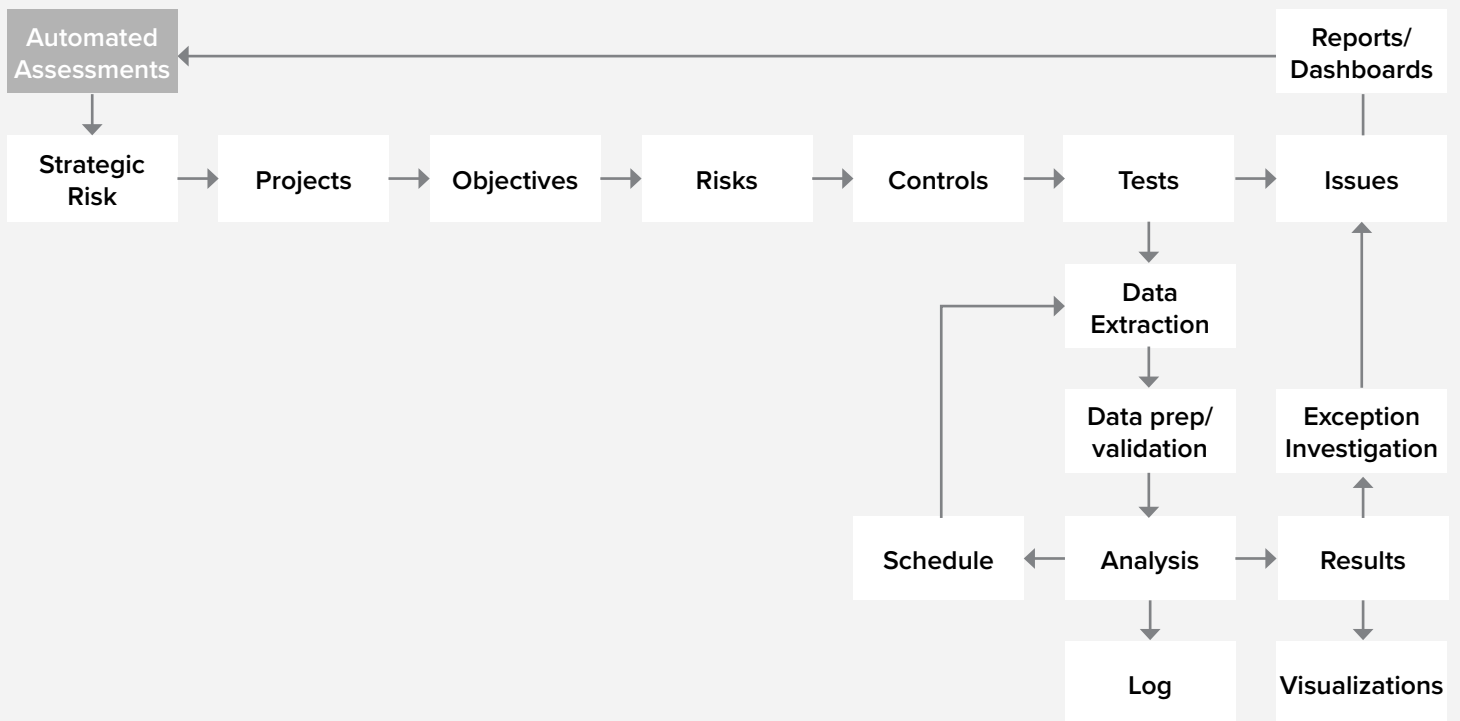 Automated
Assessments
Reports/
Dashboards
Strategic
Risk
Projects
Objectives
Risks
Controls
Tests
Issues
Data
Extraction
Data prep/
validation
Exception
Investigation
Schedule
Analysis
Results
Log
Visualizations